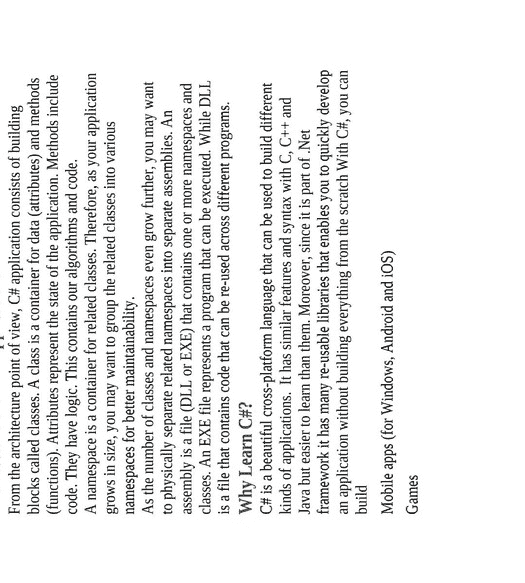 From the architecture point of view, C# application consists of building
blocks called classes. A class is a container for data (attributes) and methods
(functions). Attributes represent the state of the application. Methods include
code. They have logic. This contains our algorithms and code.
A namespace is a container for related classes. Therefore, as your application
grows in size, you may want to group the related classes into various
namespaces for better maintainability.
As the number of classes and namespaces even grow further, you may want
to physically separate related namespaces into separate assemblies. An
assembly is a file (DLL or EXE) that contains one or more namespaces and
classes. An EXE file represents a program that can be executed. While DLL
is a file that contains code that can be re-used across different programs.
Why Learn C#?
C# is a beautiful cross-platform language that can be used to build different
kinds of applications. It has similar features and syntax with C, C++ and
Java but easier to learn than them. Moreover, since it is part of .Net
framework it has many re-usable libraries that enables you to quickly develop
an application without building everything from the scratch With C#, you can
build
Mobile apps (for Windows, Android and iOS)
Games